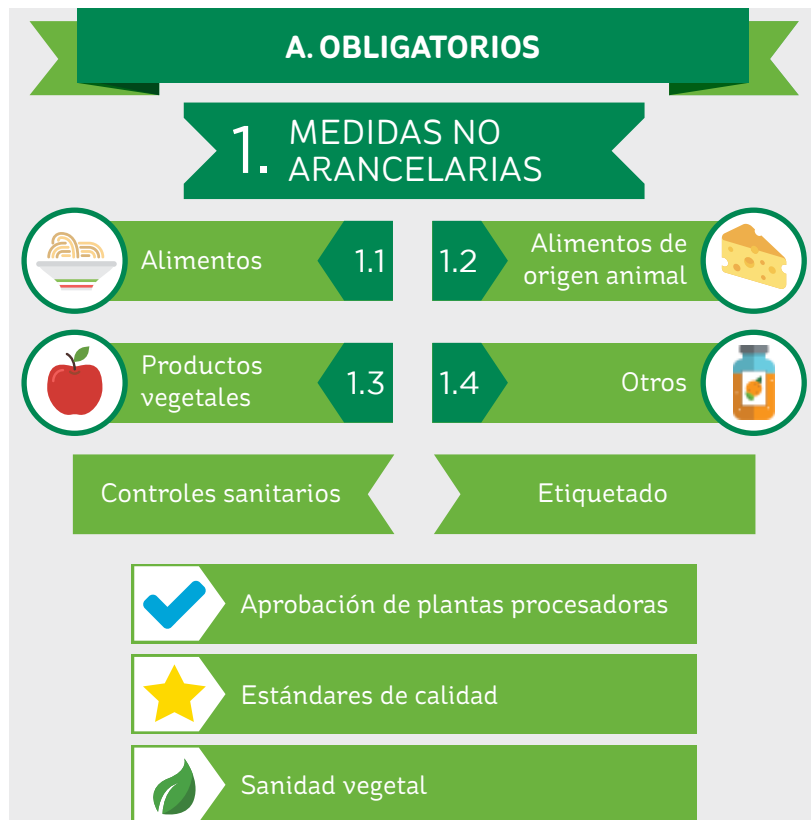 A. OBLIGATORIOS
1. MEDIDAS NO
ARANCELARIAS
Alimentos 1.1
1.2 Alimentos de
origen animal
Productos
vegetales 1.3
1.4 Otros
Controles sanitarios
Etiquetado
Aprobación de plantas procesadoras
Estándares de calidad
Sanidad vegetal